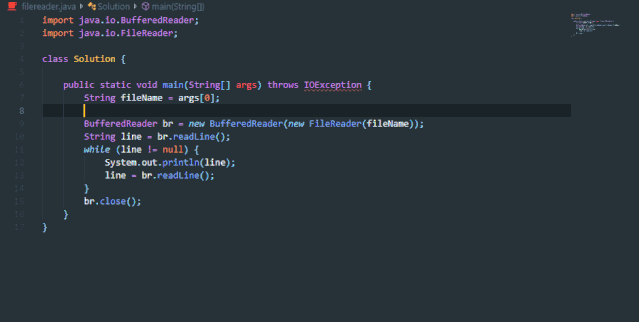 filereader.java Solution main(String[])
1 import java.io.BufferedReader;
2 import java.io.FileReader;
3
4 class Solution {
5
6 public static void main(String[] args) throws IOException {
7 String fileName = args[0];
8
9 BufferedReader br = new BufferedReader(new FileReader(fileName));
10 String line = br.readLine();
11 while (line != null) {
12 System.out.println(line);
13 line = br.readLine();
14 }
15 br.close();
16 }
17 }